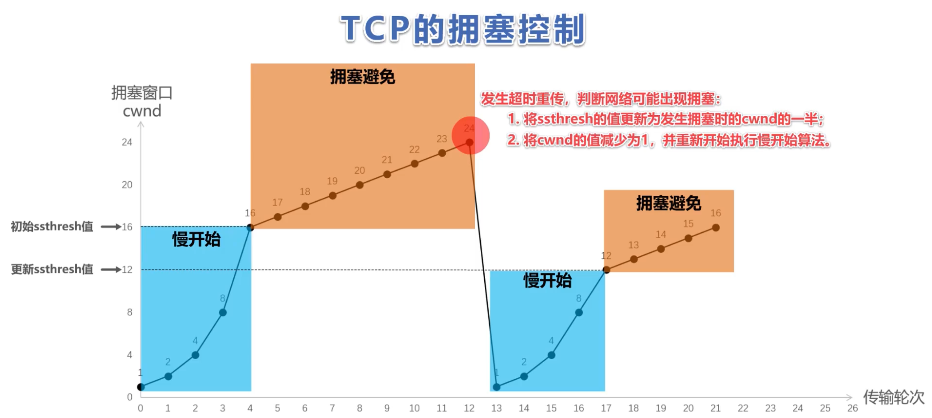 TCP的拥塞控制
拥塞避免
拥塞窗口
cwnd
发生超时重传，判断网络可能出现拥塞：
1. 将ssthresh的值更新为发生拥塞时的cwnd的一半；
2. 将cwnd的值减少为1，并重新开始执行慢开始算法。
24
20
16
12
8
4
0
初始ssthresh值
更新ssthresh值
慢开始
1
2
4
8
16
17
18
19
20
21
22
23
24
慢开始
1
2
4
8
拥塞避免
12
13
14
15
16
0 1 2 3 4 5 6 7 8 9 10 11 12 13 14 15 16 17 18 19 20 21 22 23 24 25 26
传输轮次